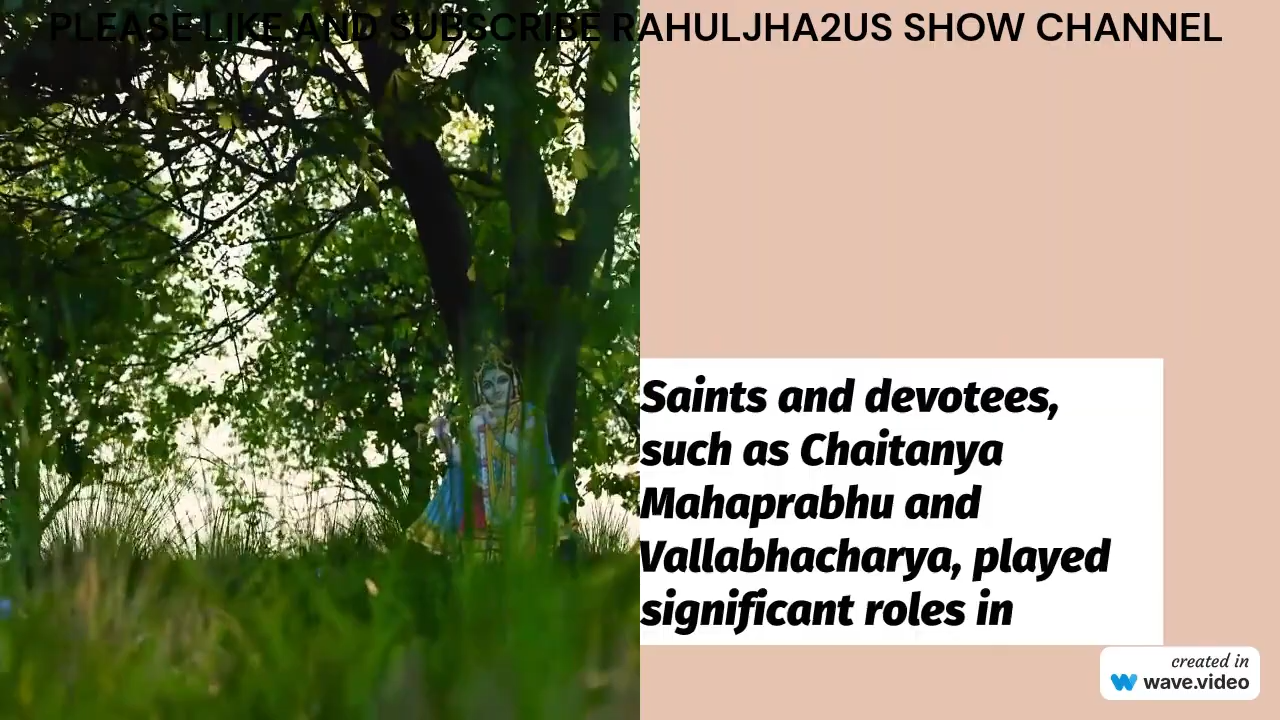 PLEASE LIKE AND SUBSCRIBE RAHULJHA2US SHOW CHANNEL
Saints and devotees,
such as Chaitanya
Mahaprabhu and
Vallabhacharya, played
significant roles in
created in
wave.video